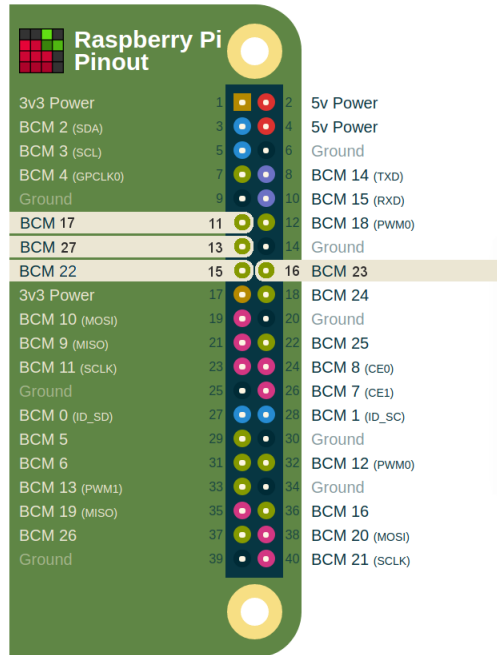 Raspberry Pi
Pinout
3v3 Power 1 2 5v Power
BCM 2 (SDA) 3 4 5v Power
BCM 3 (SCL) 5 6 Ground
BCM 4 (GPCLK0) 7 8 BCM 14 (TXD)
Ground 9 10 BCM 15 (RXD)
BCM 17 11 12 BCM 18 (PWM0)
BCM 27 13 14 Ground
BCM 22 15 16 BCM 23
3v3 Power 17 18 BCM 24
BCM 10 (MOSI) 19 20 Ground
BCM 9 (MISO) 21 22 BCM 25
BCM 11 (SCLK) 23 24 BCM 8 (CE0)
Ground 25 26 BCM 7 (CE1)
BCM 0 (ID_SD) 27 28 BCM 1 (ID_SC)
BCM 5 29 30 Ground
BCM 6 31 32 BCM 12 (PWM0)
BCM 13 (PWM1) 33 34 Ground
BCM 19 (MISO) 35 36 BCM 16
BCM 26 37 38 BCM 20 (MOSI)
Ground 39 40 BCM 21 (SCLK)